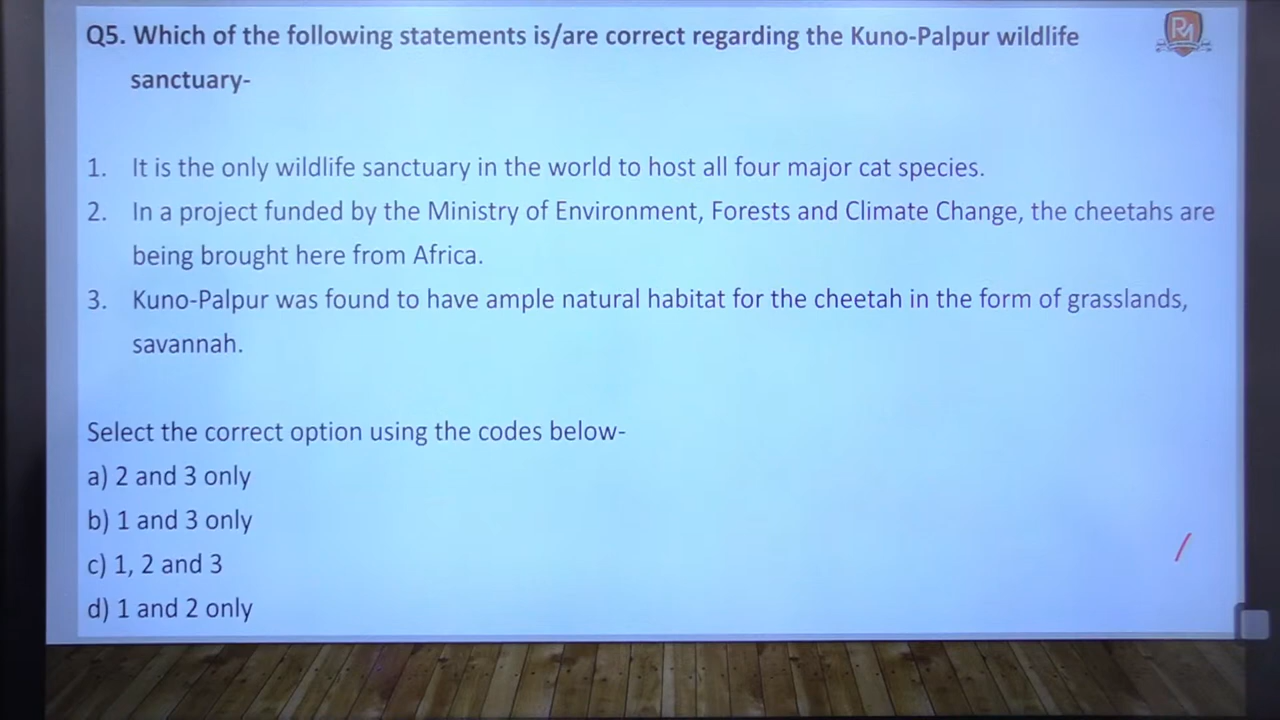 Q5. Which of the following statements is/are correct regarding the Kuno-Palpur wildlife
sanctuary-
1. It is the only wildlife sanctuary in the world to host all four major cat species.
2. In a project funded by the Ministry of Environment, Forests and Climate Change, the cheetahs are
being brought here from Africa.
3. Kuno-Palpur was found to have ample natural habitat for the cheetah in the form of grasslands,
savannah.
Select the correct option using the codes below-
a) 2 and 3 only
b) 1 and 3 only
c) 1, 2 and 3
d) 1 and 2 only